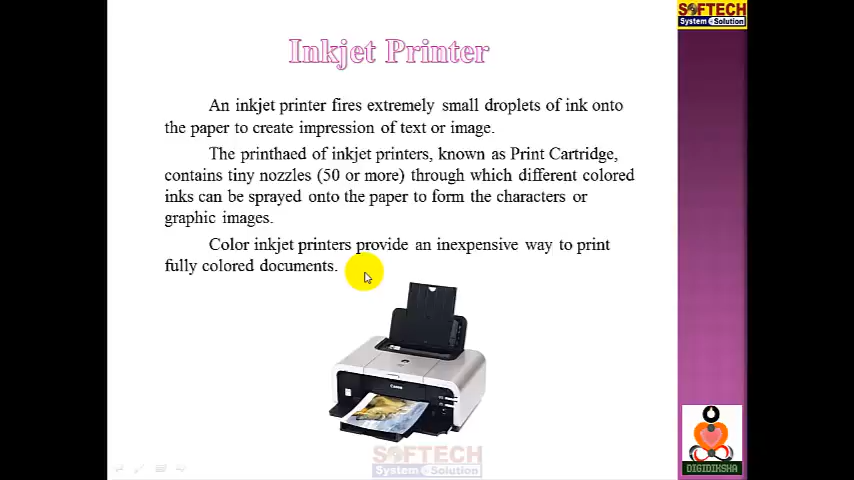 SOFTECH
System Solution
Inkjet Printer
An inkjet printer fires extremely small droplets of ink onto
the paper to create impression of text or image.
The printhaed of inkjet printers, known as Print Cartridge,
contains tiny nozzles (50 or more) through which different colored
inks can be sprayed onto the paper to form the characters or
graphic images.
Color inkjet printers provide an inexpensive way to print
fully colored documents.
Canon
SOFTECH
System Solution
DIGIDIKSHA